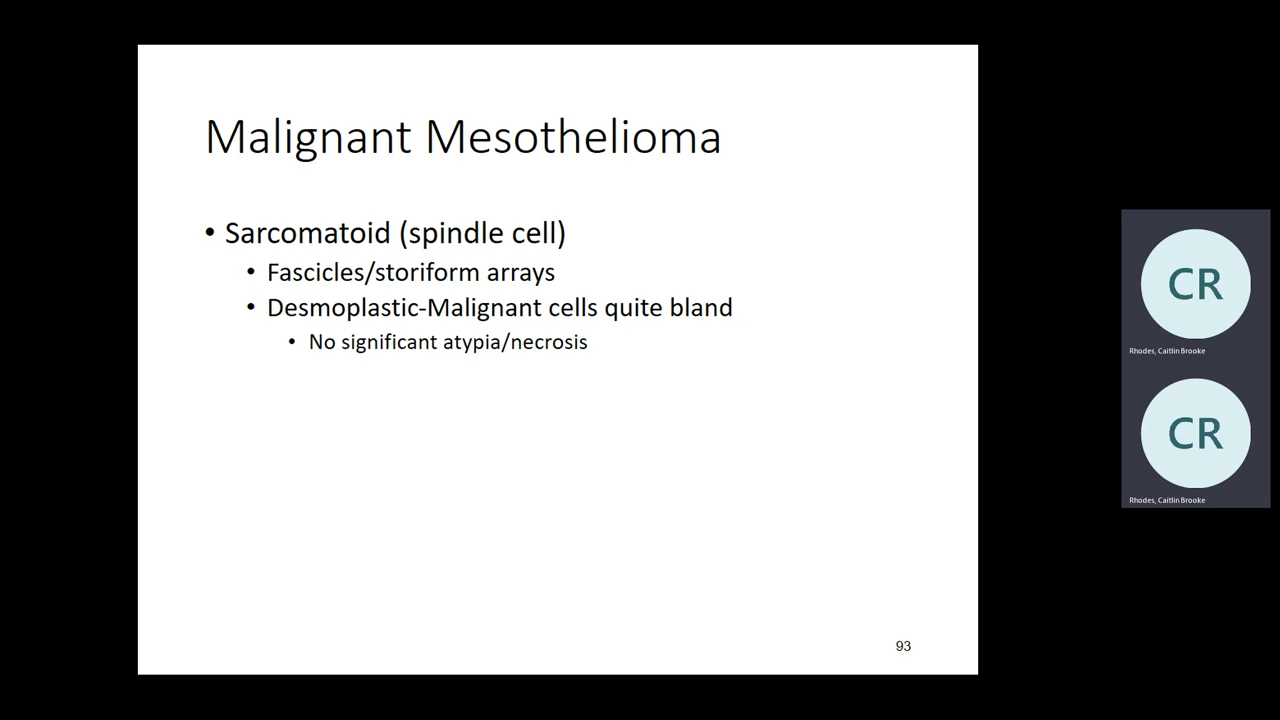 Malignant Mesothelioma
• Sarcomatoid (spindle cell)
• Fascicles/storiform arrays
• Desmoplastic-Malignant cells quite bland
• No significant atypia/necrosis
93
CR
Rhodes, Caitlin Brooke
CR
Rhodes, Caitlin Brooke